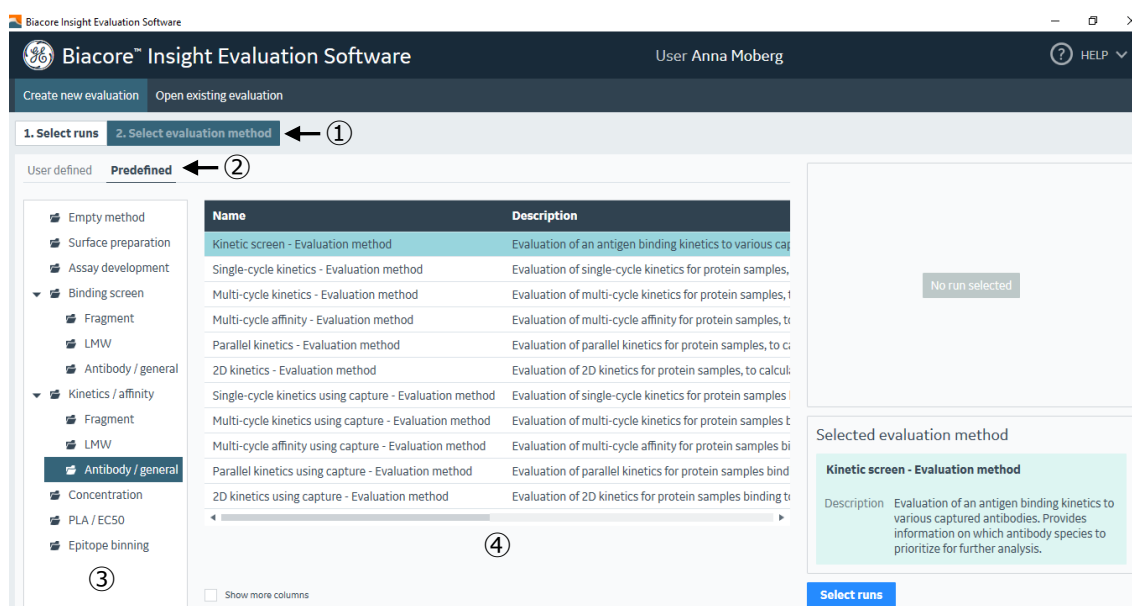 Biacore Insight Evaluation Software
Biacore™ Insight Evaluation Software
User Anna Moberg
? HELP
Create new evaluation Open existing evaluation
1. Select runs 2. Select evaluation method ①
User defined Predefined ②
Empty method
Surface preparation
Assay development
Binding screen
Fragment
LMW
Antibody / general
Kinetics / affinity
Fragment
LMW
Antibody / general
Concentration
PLA / EC50
Epitope binning
③
Name Description
Kinetic screen - Evaluation method Evaluation of an antigen binding kinetics to various cap
Single-cycle kinetics - Evaluation method Evaluation of single-cycle kinetics for protein samples,
Multi-cycle kinetics - Evaluation method Evaluation of multi-cycle kinetics for protein samples, t
Multi-cycle affinity - Evaluation method Evaluation of multi-cycle affinity for protein samples, to
Parallel kinetics - Evaluation method Evaluation of parallel kinetics for protein samples, to ca
2D kinetics - Evaluation method Evaluation of 2D kinetics for protein samples, to calcul
Single-cycle kinetics using capture - Evaluation method Evaluation of single-cycle kinetics for protein samples
Multi-cycle kinetics using capture - Evaluation method Evaluation of multi-cycle kinetics for protein samples b
Multi-cycle affinity using capture - Evaluation method Evaluation of multi-cycle affinity for protein samples bi
Parallel kinetics using capture - Evaluation method Evaluation of parallel kinetics for protein samples bind
2D kinetics using capture - Evaluation method Evaluation of 2D kinetics for protein samples binding to
④
Show more columns
No run selected
Selected evaluation method
Kinetic screen - Evaluation method
Description Evaluation of an antigen binding kinetics to
various captured antibodies. Provides
information on which antibody species to
prioritize for further analysis.
Select runs